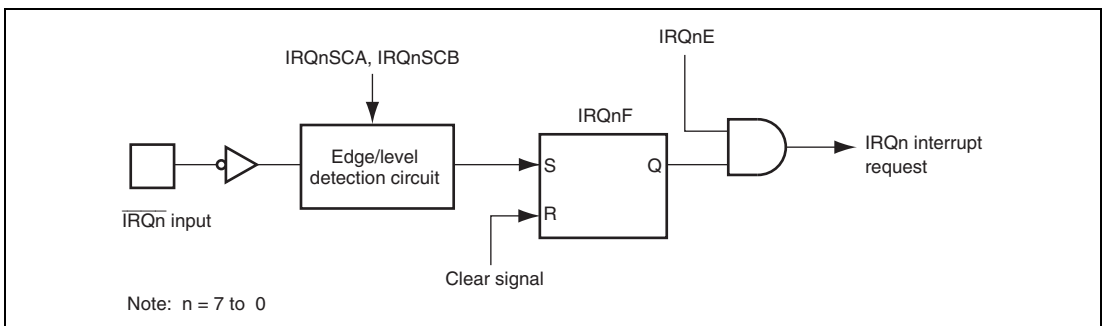 IRQnE
IRQnSCA, IRQnSCB
IRQnF
Edge/level
detection circuit
S
Q
R
IRQn interrupt
request
IRQn input
Clear signal
Note: n = 7 to 0